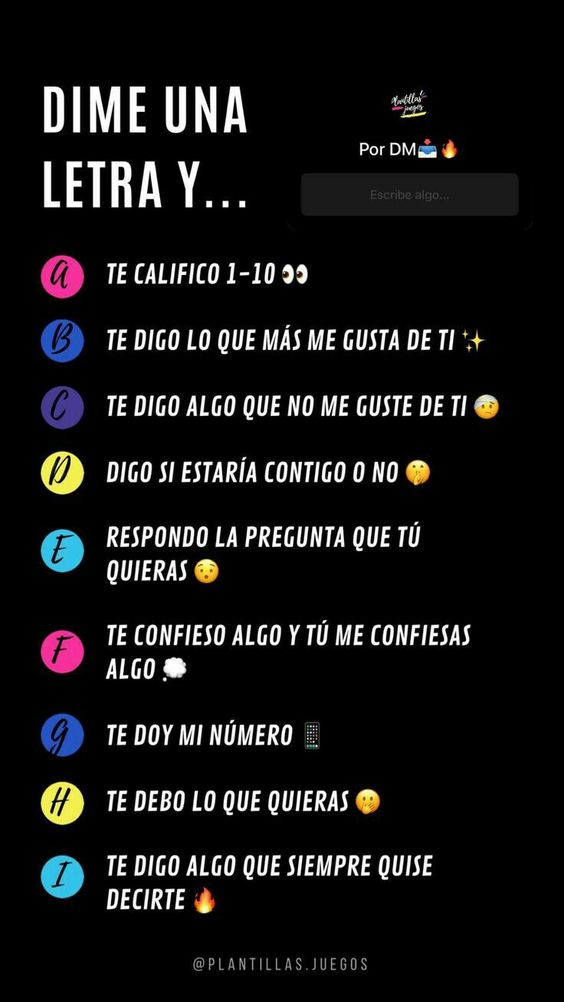 DIME UNA
LETRA Y...
Plantillas
juegos
Por DM📥🔥
Escribe algo...
A TE CALIFICO 1-10 👀
B TE DIGO LO QUE MÁS ME GUSTA DE TI ✨
C TE DIGO ALGO QUE NO ME GUSTE DE TI 🤕
D DIGO SI ESTARÍA CONTIGO O NO 🤫
E RESPONDO LA PREGUNTA QUE TÚ
QUIERAS 😯
F TE CONFIESO ALGO Y TÚ ME CONFIESAS
ALGO 💭
G TE DOY MI NÚMERO 📱
H TE DEBO LO QUE QUIERAS 🤭
I TE DIGO ALGO QUE SIEMPRE QUISE
DECIRTE 🔥
@PLANTILLAS.JUEGOS